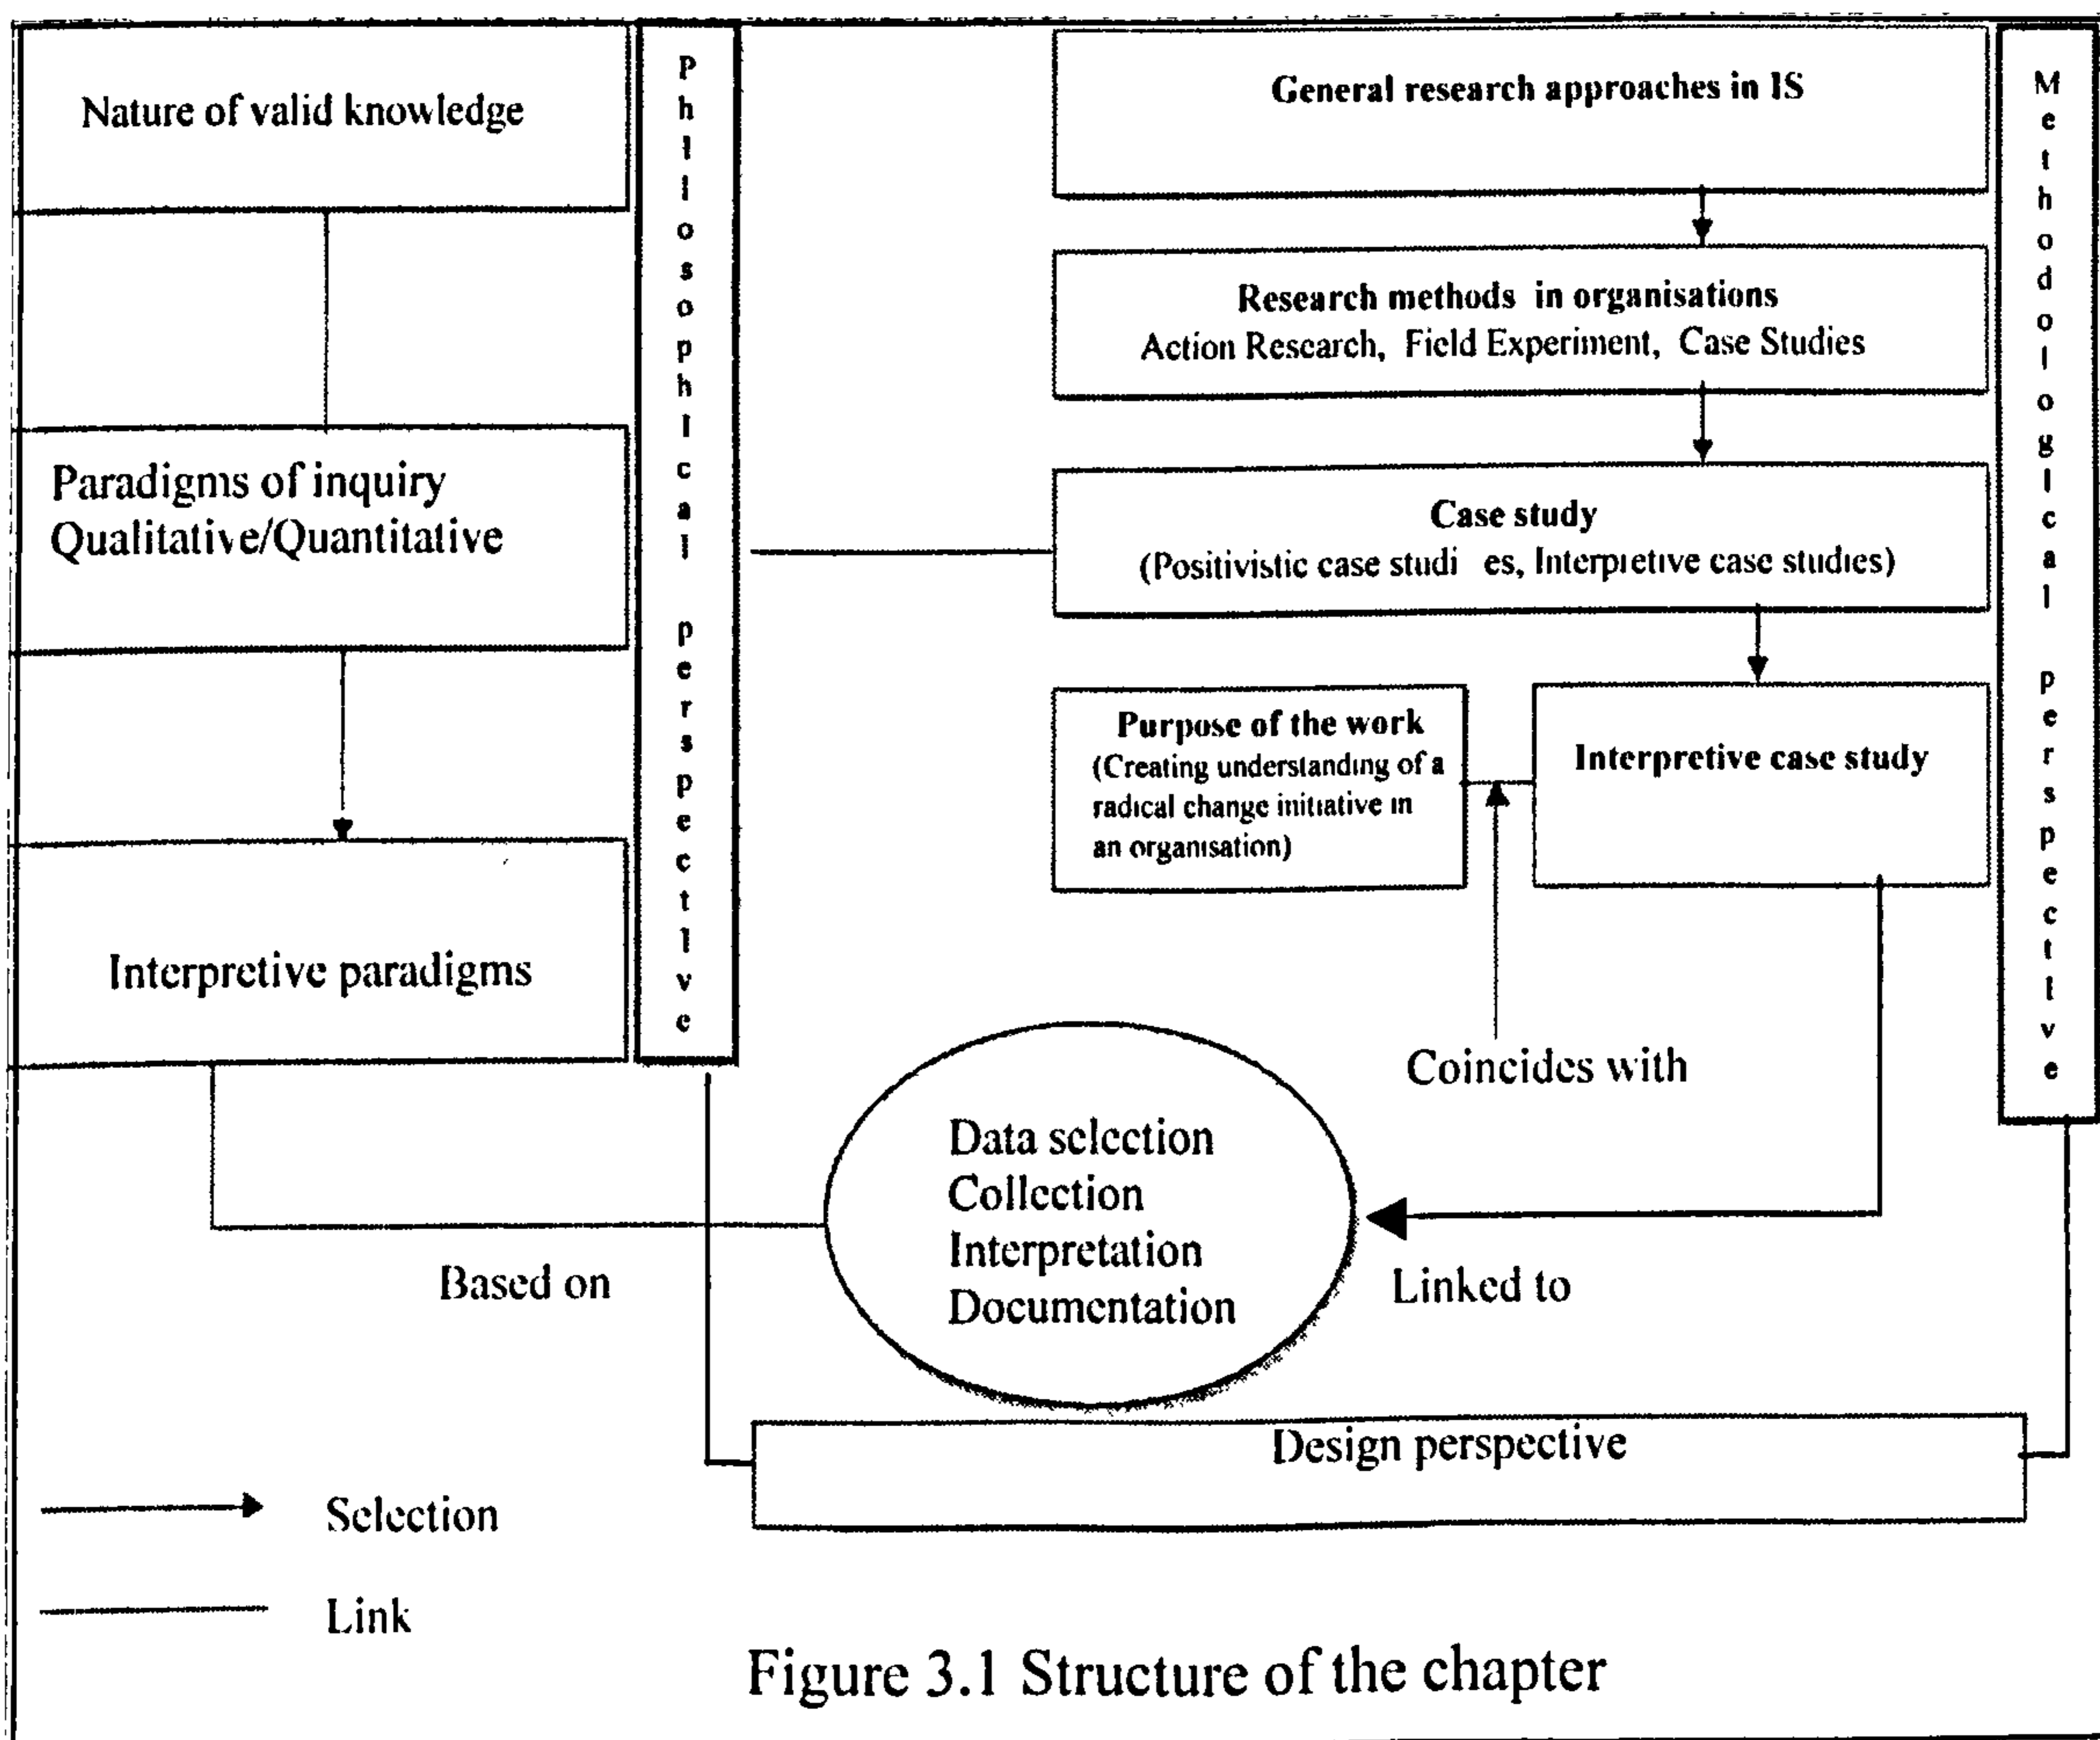 Nature of valid knowledge
Paradigms of inquiry
Qualitative/Quantitative
Interpretive paradigms
Philosophical perspective
General research approaches in IS
Research methods in organisations
Action Research, Field Experiment, Case Studies
Case study
(Positivistic case studi es, Interpretive case studies)
Purpose of the work
(Creating understanding of a
radical change initiative in
an organisation)
Interpretive case study
Methodological perspective
Coincides with
Data selection
Collection
Interpretation
Documentation
Based on
Linked to
Design perspective
Selection
Link
Figure 3.1 Structure of the chapter